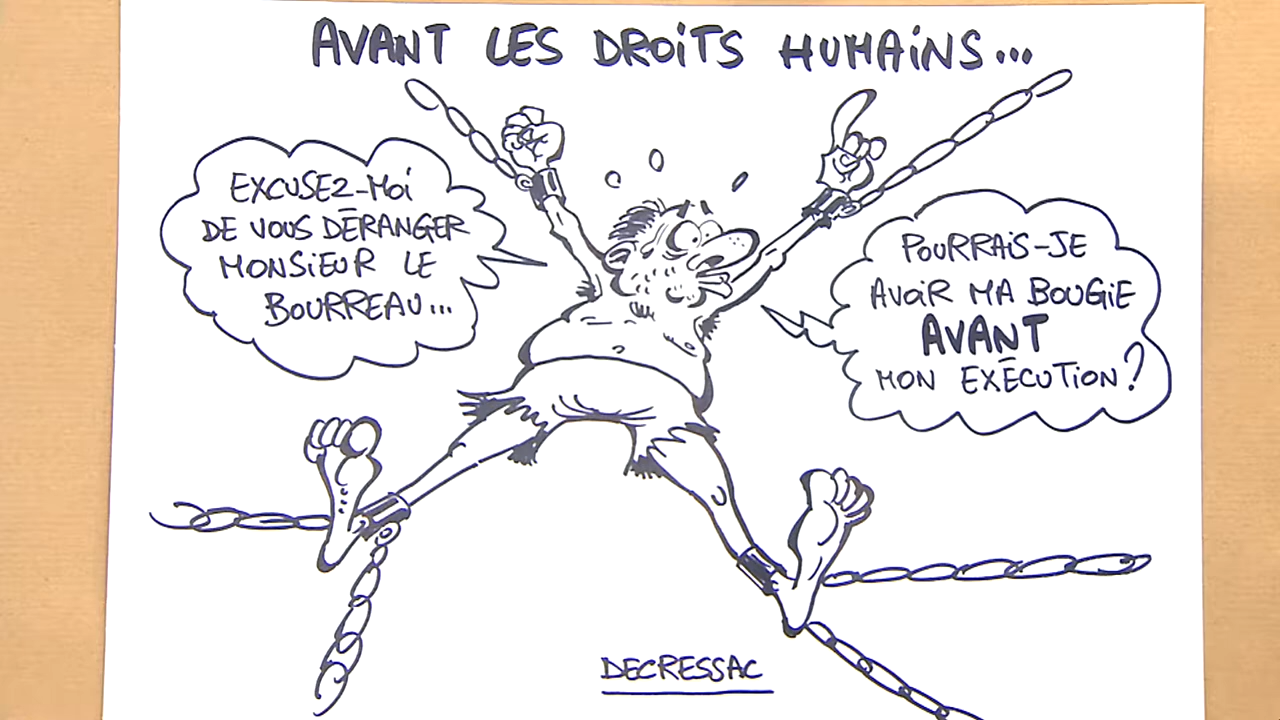 AVANT LES DROITS HUMAINS...
EXCUSEZ-MOI
DE VOUS DÉRANGER
MONSIEUR LE
BOURREAU...
POURRAIS-JE
AVOIR MA BOUGIE
AVANT
MON EXÉCUTION?
DECRESSAC